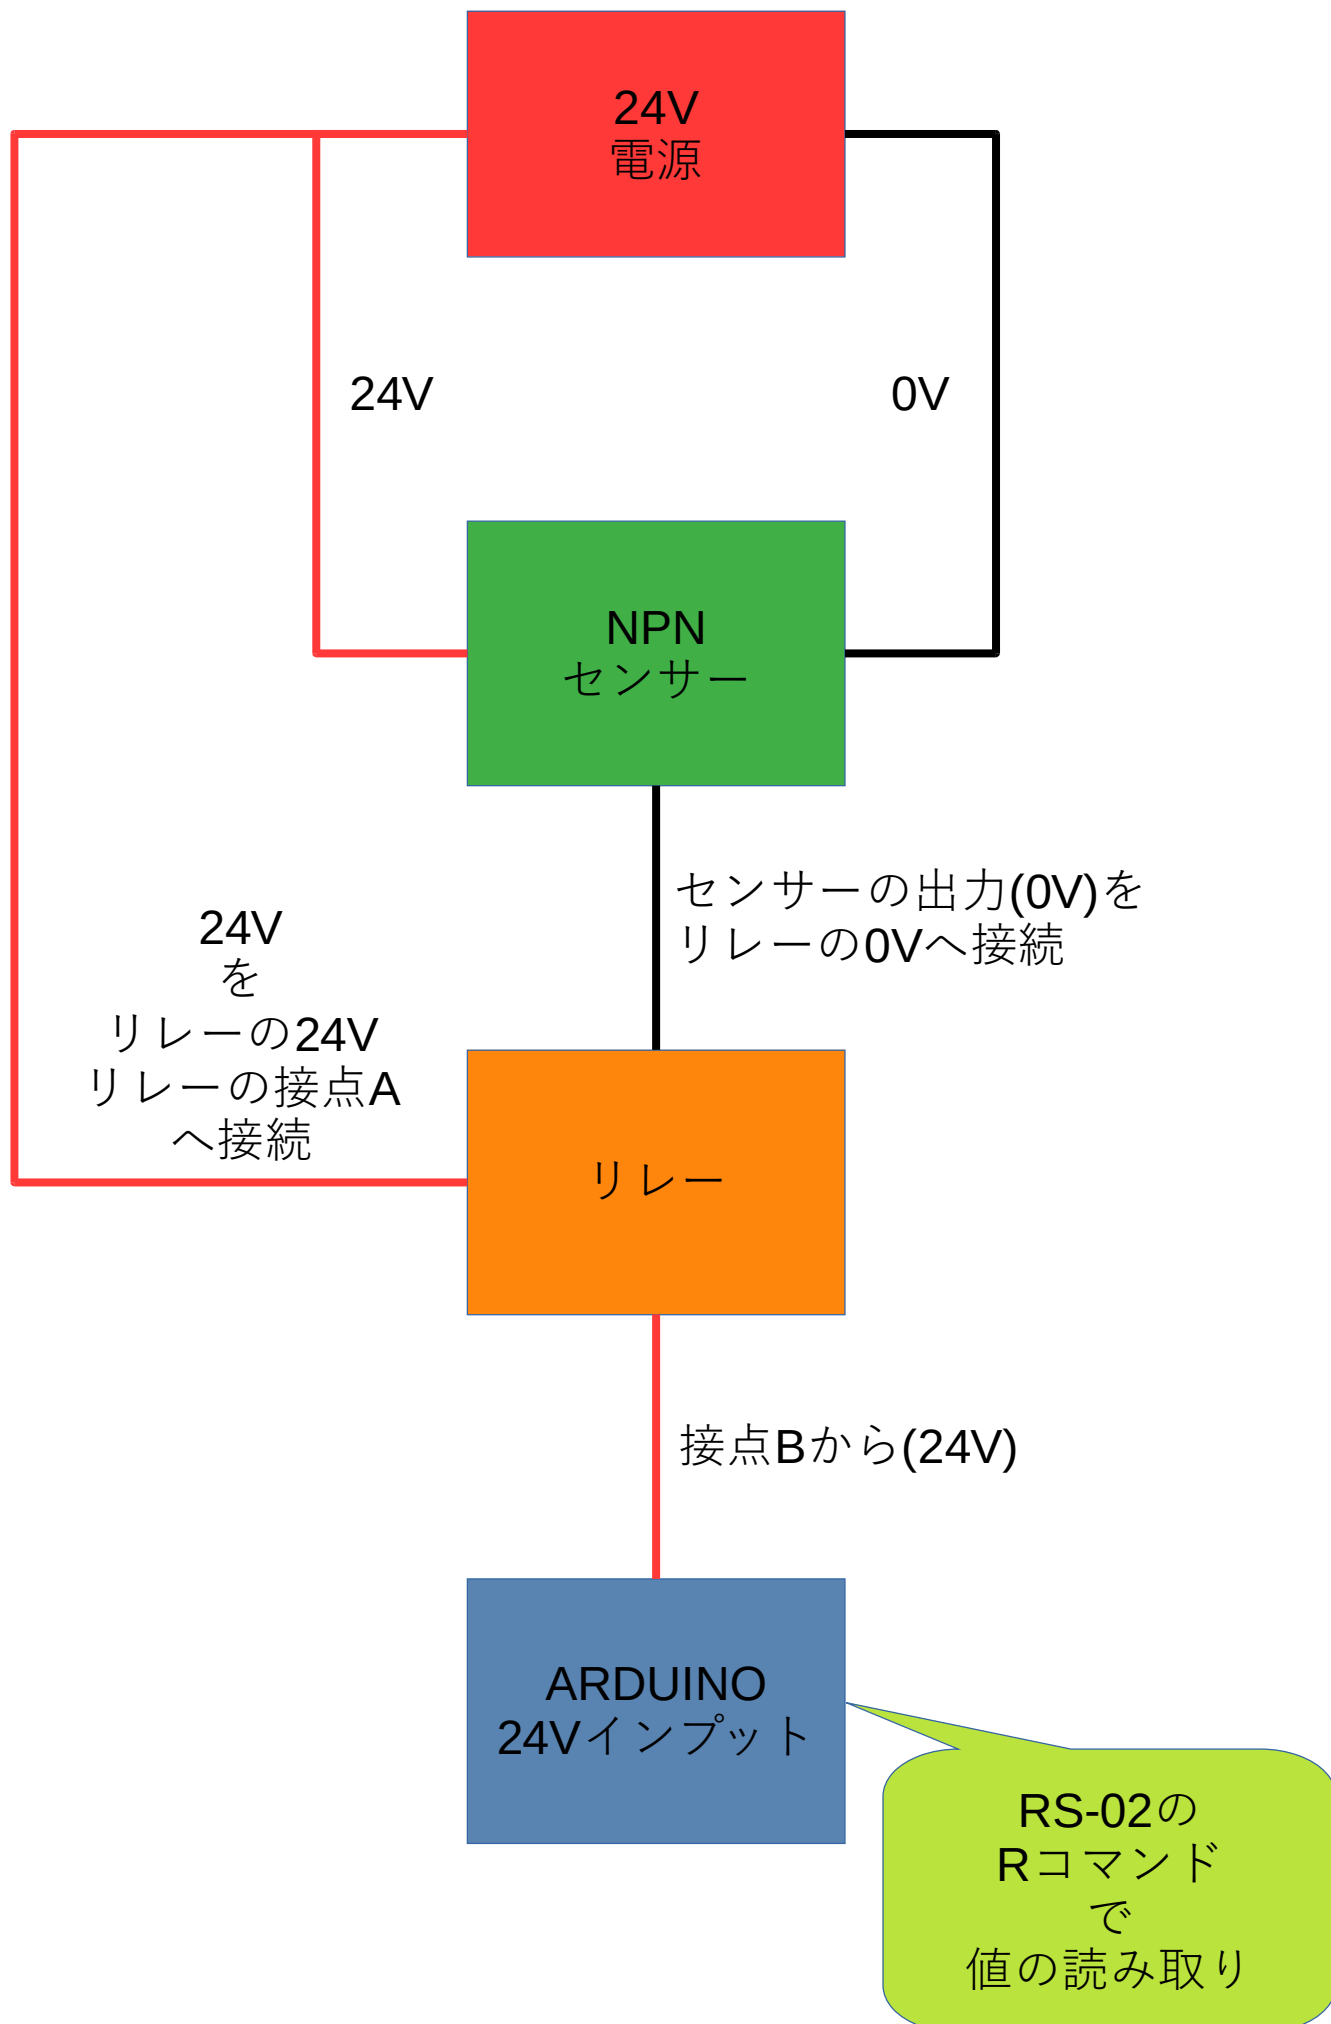 24V
電源
24V
0V
NPN
センサー
センサーの出力(0V)を
リレーの0Vへ接続
24V
を
リレーの24V
リレーの接点A
へ接続
リレー
接点Bから(24V)
ARDUINO
24Vインプット
RS-02の
Rコマンド
で
値の読み取り